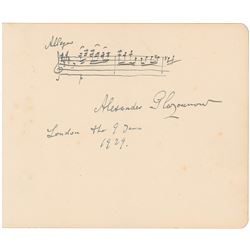 Allegro
Alexander Glazounow
London the 9 June
1929.